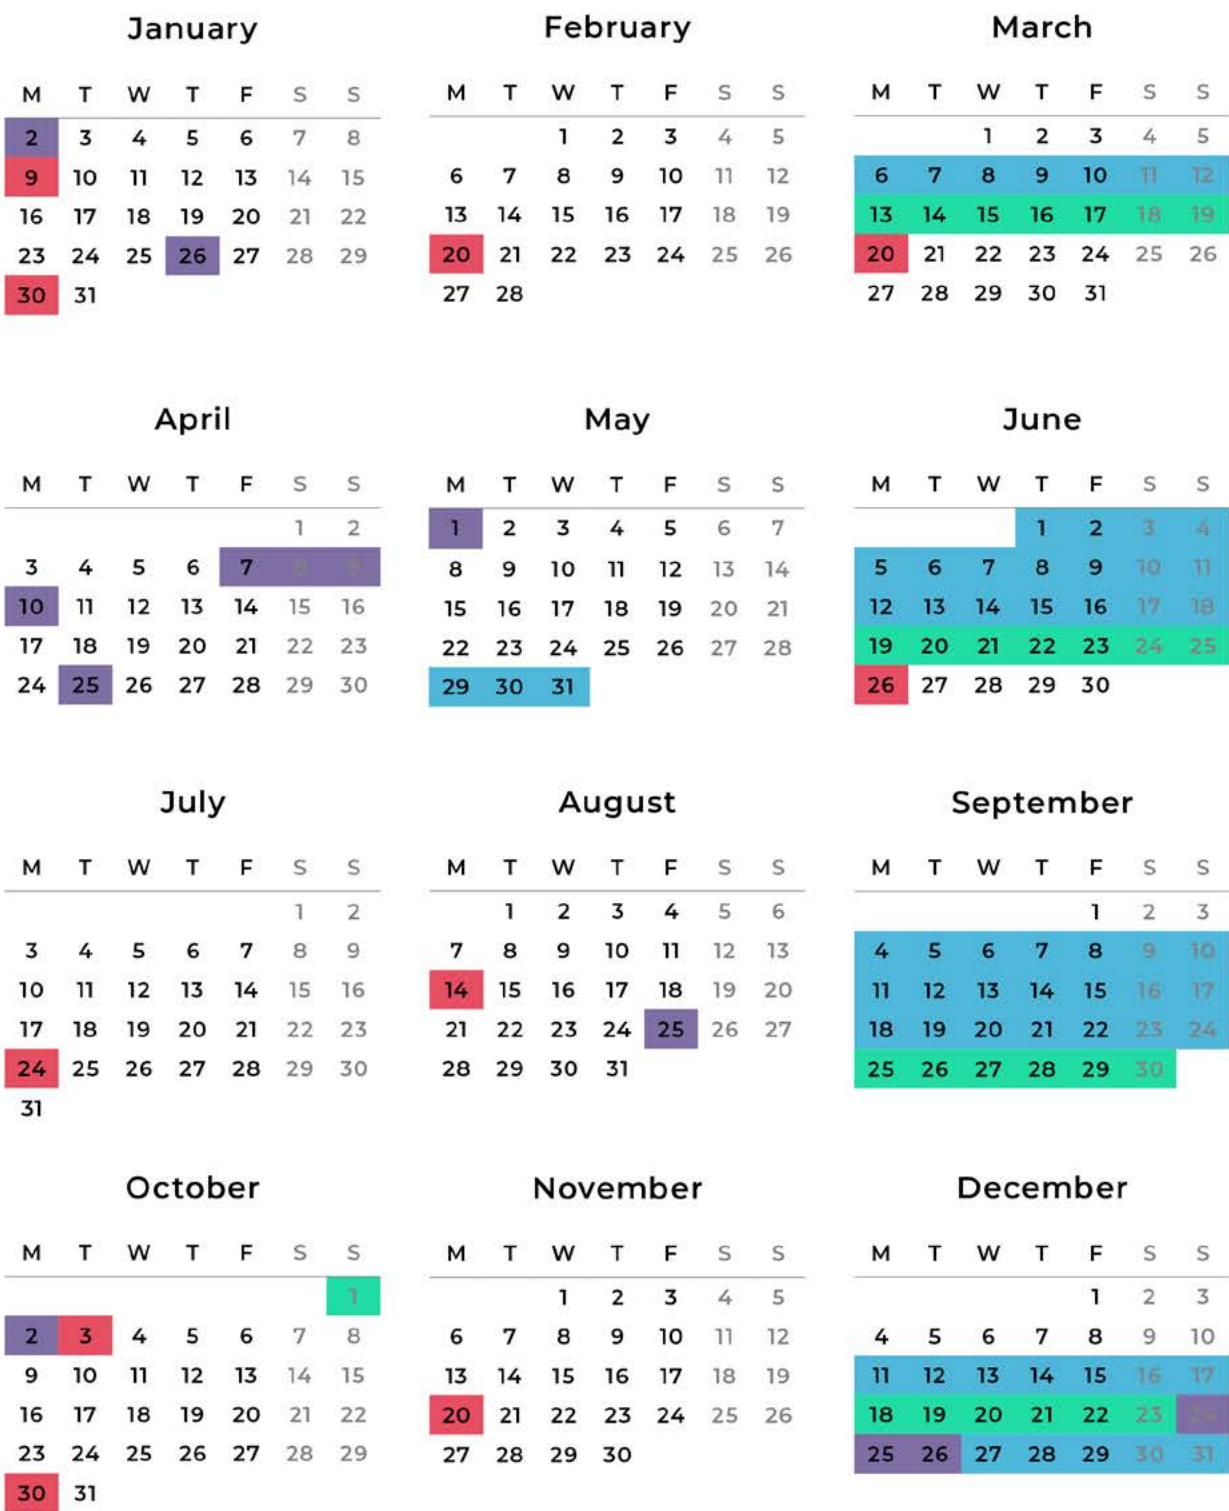 January February March
M T W T F S S M T W T F S S M T W T F S S
2 3 4 5 6 7 8 1 2 3 4 5 1 2 3 4 5
9 10 11 12 13 14 15 6 7 8 9 10 11 12 6 7 8 9 10 11 12
16 17 18 19 20 21 22 13 14 15 16 17 18 19 13 14 15 16 17 18 19
23 24 25 26 27 28 29 20 21 22 23 24 25 26 20 21 22 23 24 25 26
30 31 27 28 27 28 29 30 31
April May June
M T W T F S S M T W T F S S M T W T F S S
1 2 1 2 3 4 5 6 7 1 2 3 4
3 4 5 6 7 8 9 8 9 10 11 12 13 14 5 6 7 8 9 10 11
10 11 12 13 14 15 16 15 16 17 18 19 20 21 12 13 14 15 16 17 18
17 18 19 20 21 22 23 22 23 24 25 26 27 28 19 20 21 22 23 24 25
24 25 26 27 28 29 30 29 30 31 26 27 28 29 30
July August September
M T W T F S S M T W T F S S M T W T F S S
1 2 1 2 3 4 5 6 1 2 3
3 4 5 6 7 8 9 7 8 9 10 11 12 13 4 5 6 7 8 9 10
10 11 12 13 14 15 16 14 15 16 17 18 19 20 11 12 13 14 15 16 17
17 18 19 20 21 22 23 21 22 23 24 25 26 27 18 19 20 21 22 23 24
24 25 26 27 28 29 30 28 29 30 31 25 26 27 28 29 30
31
October November December
M T W T F S S M T W T F S S M T W T F S S
1 1 2 3 4 5 1 2 3
2 3 4 5 6 7 8 6 7 8 9 10 11 12 4 5 6 7 8 9 10
9 10 11 12 13 14 15 13 14 15 16 17 18 19 11 12 13 14 15 16 17
16 17 18 19 20 21 22 20 21 22 23 24 25 26 18 19 20 21 22 23 24
23 24 25 26 27 28 29 27 28 29 30 25 26 27 28 29 30 31
30 31